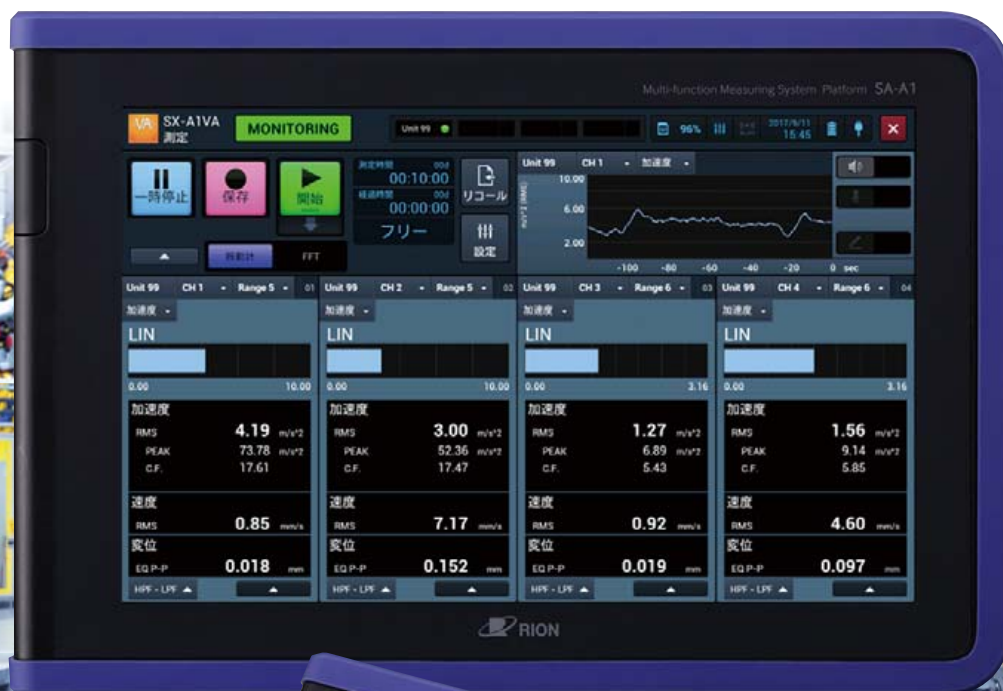 Multi-function Measuring System Platform SA-A1
VA SX-A1VA 測定 MONITORING Unit 99 96% 2017/9/11 15:45
一時停止 保存 開始
測定時間 00d 00:10:00
経過時間 00d 00:00:00
フリー
リコール
設定
振動計 FFT
Unit 99 CH 1 加速度
m/s^2 (RMS)
10.00
6.00
2.00
-100 -80 -60 -40 -20 0 sec
Unit 99 CH 1 Range 5 01 Unit 99 CH 2 Range 5 02 Unit 99 CH 3 Range 6 03 Unit 99 CH 4 Range 6 04
加速度 加速度 加速度 加速度
LIN LIN LIN LIN
0.00 10.00 0.00 10.00 0.00 3.16 0.00 3.16
加速度 加速度 加速度 加速度
RMS 4.19 m/s^2 RMS 3.00 m/s^2 RMS 1.27 m/s^2 RMS 1.56 m/s^2
PEAK 73.78 m/s^2 PEAK 52.36 m/s^2 PEAK 6.89 m/s^2 PEAK 9.14 m/s^2
C.F. 17.61 C.F. 17.47 C.F. 5.43 C.F. 5.85
速度 速度 速度 速度
RMS 0.85 mm/s RMS 7.17 mm/s RMS 0.92 mm/s RMS 4.60 mm/s
変位 変位 変位 変位
EQ P-P 0.018 mm EQ P-P 0.152 mm EQ P-P 0.019 mm EQ P-P 0.097 mm
HPF - LPF HPF - LPF HPF - LPF HPF - LPF
RION